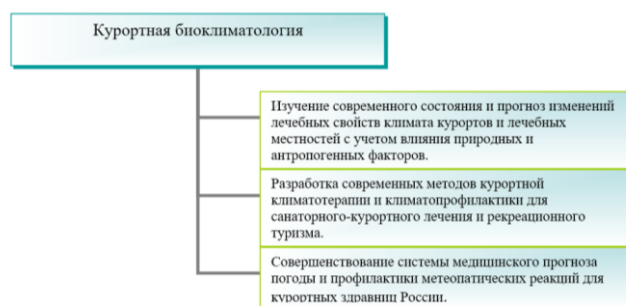 Курортная биоклиматология
Изучение современного состояния и прогноз изменений
лечебных свойств климата курортов и лечебных
местностей с учетом влияния природных и
антропогенных факторов.
Разработка современных методов курортной
климатотерапии и климатопрофилактики для
санаторного-курортного лечения и рекреационного
туризма.
Совершенствование системы медицинского прогноза
погоды и профилактики метеопатических реакций для
курортных здравниц России.